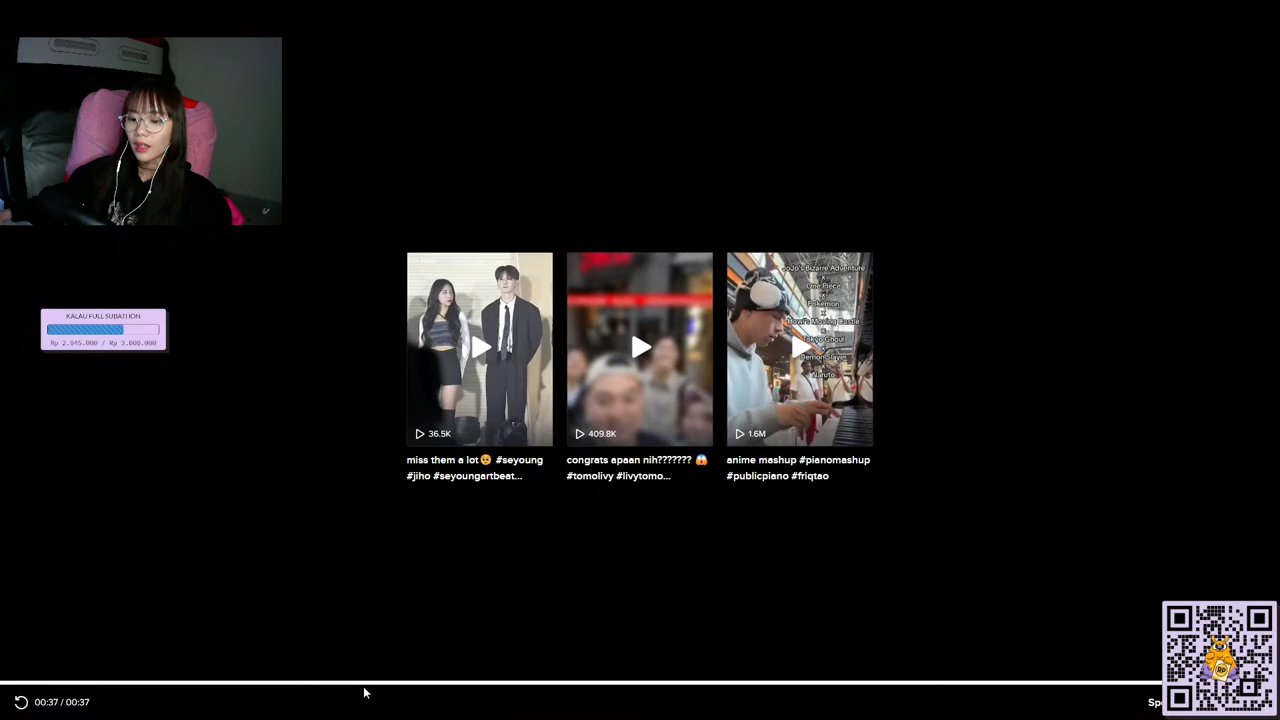 KALAU FULL SUBATHON
Rp 2.045.000 / Rp 3.000.000
JoJo's Bizarre Adventure
x
One Piece
x
Pokémon
x
Howl's Moving Castle
x
Tokyo Ghoul
x
Demon Slayer
x
Naruto
36.5K
409.8K
1.6M
miss them a lot🥺 #seyoung
#jiho #seyoungartbeat...
congrats apaan nih??????? 😱
#tomolivy #livytomo...
anime mashup #pianomashup
#publicpiano #friqtao
00:37 / 00:37